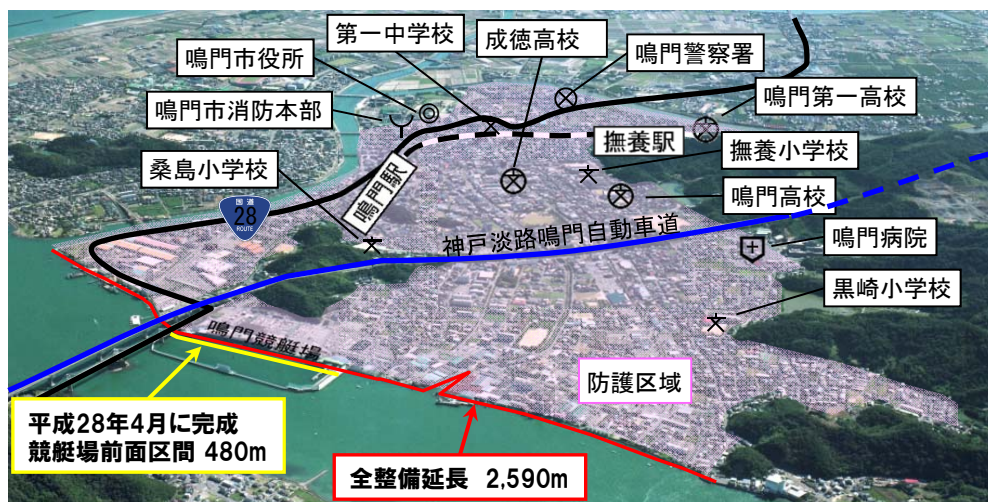 第一中学校
成徳高校
鳴門警察署
鳴門市役所
鳴門第一高校
鳴門市消防本部
撫養駅
撫養小学校
桑島小学校
鳴門駅
鳴門高校
国道
28
ROUTE
神戸淡路鳴門自動車道
鳴門病院
黒崎小学校
鳴門競艇場
防護区域
平成28年4月に完成
競艇場前面区間 480m
全整備延長 2,590m